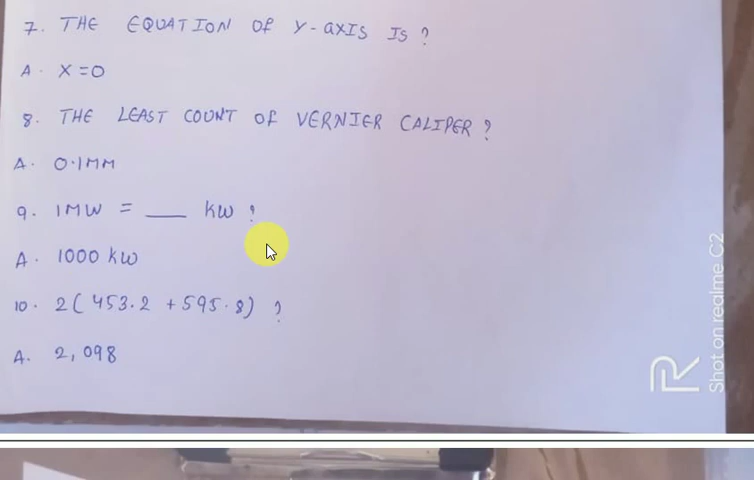 7. THE EQUATION OF Y-AXIS IS ?
A. X=0
8. THE LEAST COUNT OF VERNIER CALIPER ?
A. 0.1MM
9. 1MW = ___ KW ?
A. 1000 KW
10. 2(453.2 +595.8) ?
A. 2,098
Shot on realme C2